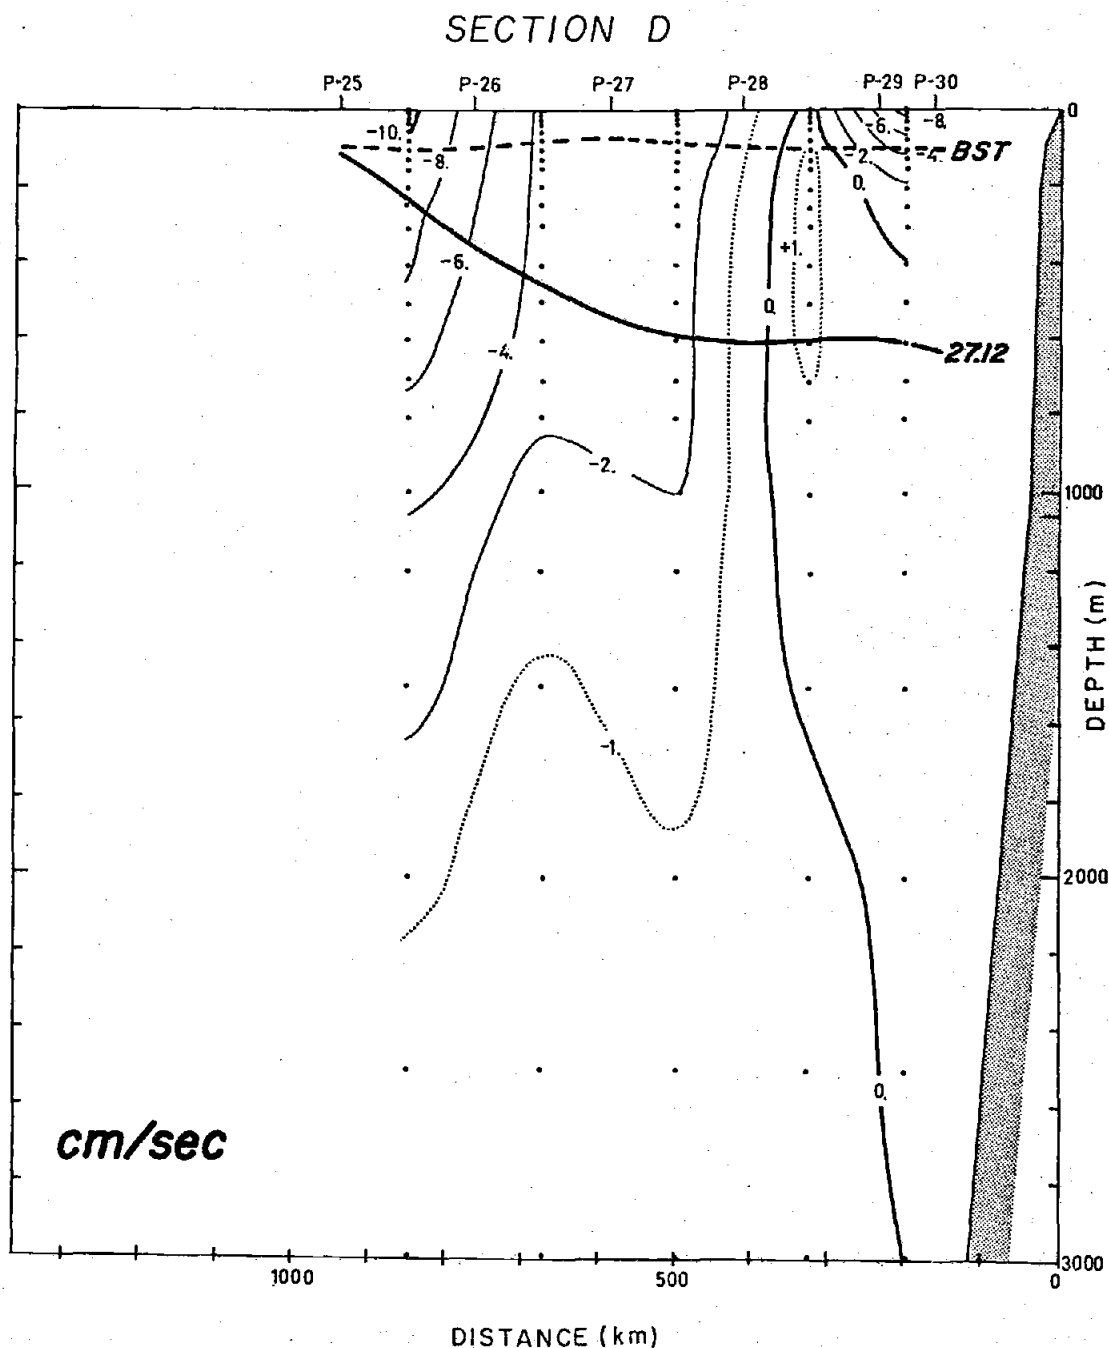 SECTION D
P-25 P-26 P-27 P-28 P-29 P-30
0
-10. -6. -8.
-8. -2. -4. BST
0.
-6. +1.
0.
-4. 27.12
-2.
1000
DEPTH (m)
-1.
2000
0.
cm/sec
3000
1000 500 0
DISTANCE (km)